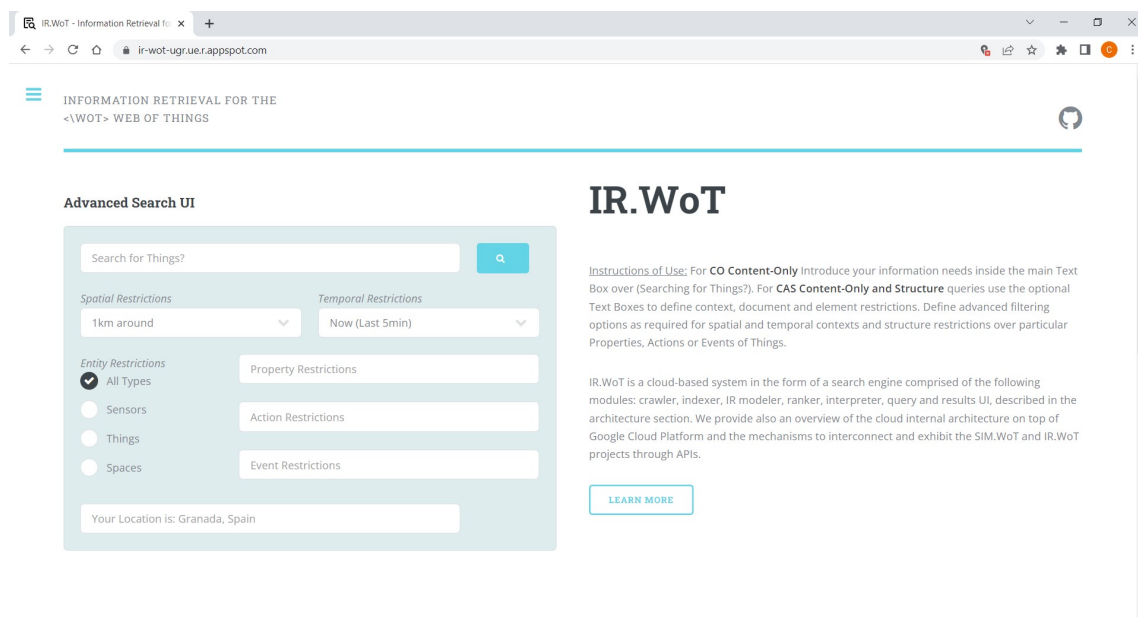 IR.WoT - Information Retrieval fo
ir-wot-ugr.ue.r.appspot.com
C
INFORMATION RETRIEVAL FOR THE
<\WOT> WEB OF THINGS
Advanced Search UI
Search for Things?
Spatial Restrictions
Temporal Restrictions
1km around
Now (Last 5min)
Entity Restrictions
All Types
Sensors
Things
Spaces
Property Restrictions
Action Restrictions
Event Restrictions
Your Location is: Granada, Spain
IR.WoT
Instructions of Use: For CO Content-Only Introduce your information needs inside the main Text
Box over (Searching for Things?). For CAS Content-Only and Structure queries use the optional
Text Boxes to define context, document and element restrictions. Define advanced filtering
options as required for spatial and temporal contexts and structure restrictions over particular
Properties, Actions or Events of Things.
IR.WoT is a cloud-based system in the form of a search engine comprised of the following
modules: crawler, indexer, IR modeler, ranker, interpreter, query and results UI, described in the
architecture section. We provide also an overview of the cloud internal architecture on top of
Google Cloud Platform and the mechanisms to interconnect and exhibit the SIM.WoT and IR.WoT
projects through APIs.
LEARN MORE